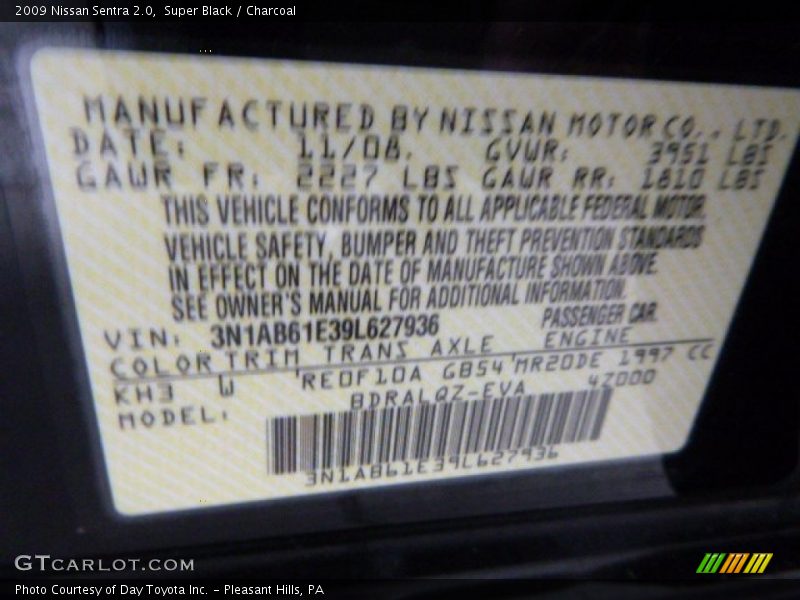 2009 Nissan Sentra 2.0,  Super Black / Charcoal
MANUFACTURED BY NISSAN MOTOR CO., LTD.
DATE: 11/08. GVWR: 3951 LBS
GAWR FR: 2227 LBS GAWR RR: 1810 LBS
THIS VEHICLE CONFORMS TO ALL APPLICABLE FEDERAL MOTOR
VEHICLE SAFETY, BUMPER AND THEFT PREVENTION STANDARDS
IN EFFECT ON THE DATE OF MANUFACTURE SHOWN ABOVE.
SEE OWNER'S MANUAL FOR ADDITIONAL INFORMATION.
VIN: 3N1AB61E39L627936 PASSENGER CAR.
COLOR TRIM TRANS AXLE ENGINE
KH3 W 'RE0F10A GB54 'MR20DE 1997 CC
MODEL: BDRALQZ-EVA 4Z000
3N1AB61E39L627936
GTCARLOT.COM
Photo Courtesy of Day Toyota Inc. - Pleasant Hills, PA